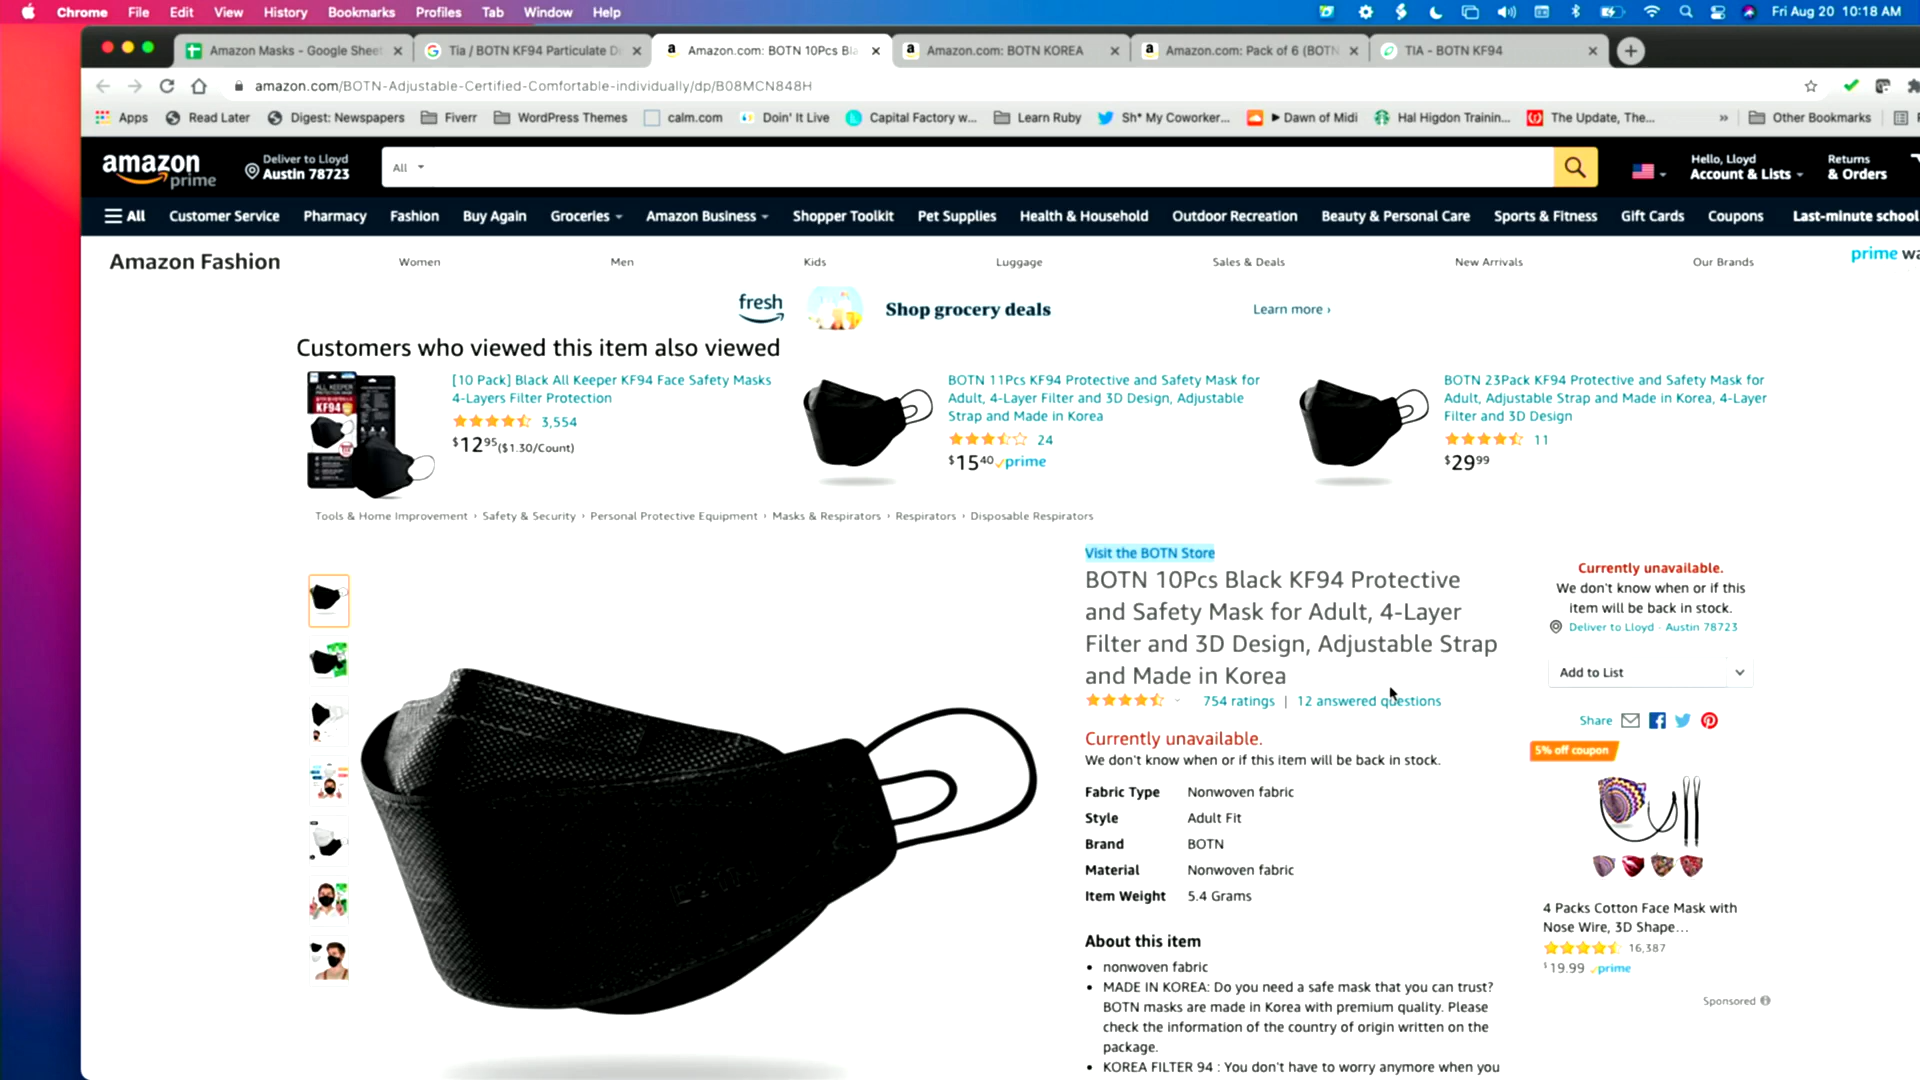 Chrome File Edit View History Bookmarks Profiles Tab Window Help Fri Aug 20 10:18 AM
Amazon Masks - Google Sheet Tia / BOTN KF94 Particulate Di Amazon.com: BOTN 10Pcs Bla Amazon.com: BOTN KOREA Amazon.com: Pack of 6 (BOTN TIA - BOTN KF94
amazon.com/BOTN-Adjustable-Certified-Comfortable-individually/dp/B08MCN848H
Apps Read Later Digest: Newspapers Fiverr WordPress Themes calm.com Doin' It Live Capital Factory w... Learn Ruby Sh* My Coworker... ▶ Dawn of Midi Hal Higdon Trainin... The Update, The... » Other Bookmarks
amazon prime
Deliver to Lloyd
Austin 78723
All
Hello, Lloyd
Account & Lists
Returns
& Orders
All Customer Service Pharmacy Fashion Buy Again Groceries Amazon Business Shopper Toolkit Pet Supplies Health & Household Outdoor Recreation Beauty & Personal Care Sports & Fitness Gift Cards Coupons Last-minute school
Amazon Fashion Women Men Kids Luggage Sales & Deals New Arrivals Our Brands prime wa
fresh Shop grocery deals Learn more ›
Customers who viewed this item also viewed
ALL KEEPER
KF94
[10 Pack] Black All Keeper KF94 Face Safety Masks
4-Layers Filter Protection
3,554
$12.95 ($1.30/Count)
BOTN 11Pcs KF94 Protective and Safety Mask for
Adult, 4-Layer Filter and 3D Design, Adjustable
Strap and Made in Korea
24
$15.40 prime
BOTN 23Pack KF94 Protective and Safety Mask for
Adult, Adjustable Strap and Made in Korea, 4-Layer
Filter and 3D Design
11
$29.99
Tools & Home Improvement › Safety & Security › Personal Protective Equipment › Masks & Respirators › Respirators › Disposable Respirators
Visit the BOTN Store
BOTN 10Pcs Black KF94 Protective
and Safety Mask for Adult, 4-Layer
Filter and 3D Design, Adjustable Strap
and Made in Korea
754 ratings | 12 answered questions
Currently unavailable.
We don't know when or if this item will be back in stock.
Fabric Type Nonwoven fabric
Style Adult Fit
Brand BOTN
Material Nonwoven fabric
Item Weight 5.4 Grams
About this item
• nonwoven fabric
• MADE IN KOREA: Do you need a safe mask that you can trust?
BOTN masks are made in Korea with premium quality. Please
check the information of the country of origin written on the
package.
• KOREA FILTER 94 : You don't have to worry anymore when you
Currently unavailable.
We don't know when or if this
item will be back in stock.
Deliver to Lloyd - Austin 78723
Add to List
Share
5% off coupon
4 Packs Cotton Face Mask with
Nose Wire, 3D Shape...
16,387
$19.99 prime
Sponsored